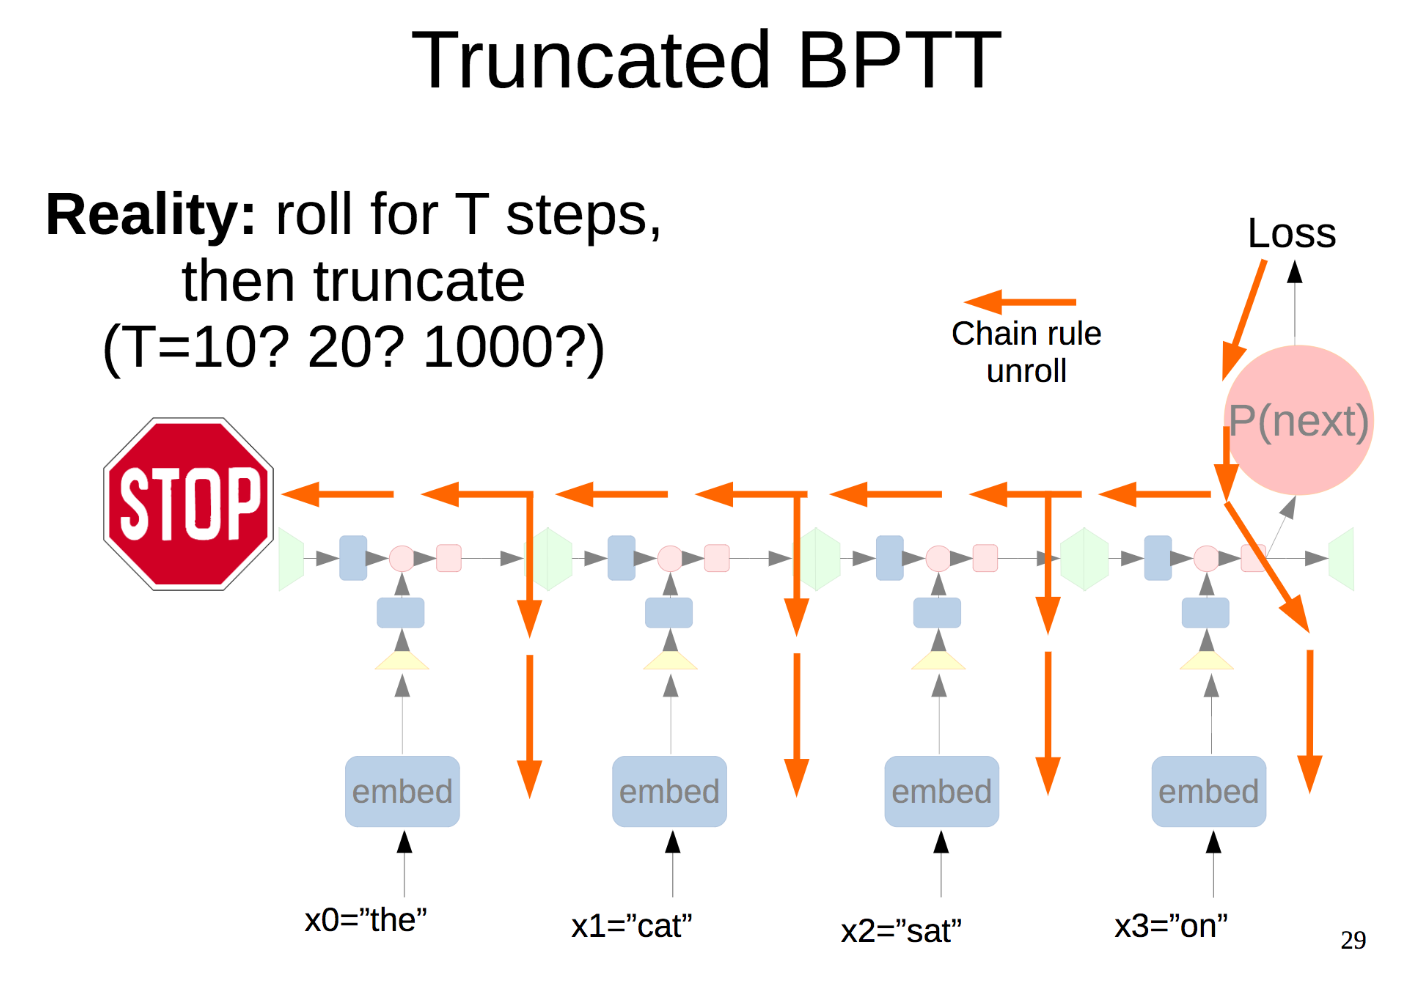 Truncated BPTT
Reality: roll for T steps,
then truncate
(T=10? 20? 1000?)
Loss
Chain rule
unroll
P(next)
STOP
embed
embed
embed
embed
x0=”the”
x1=”cat”
x2=”sat”
x3=”on”
29